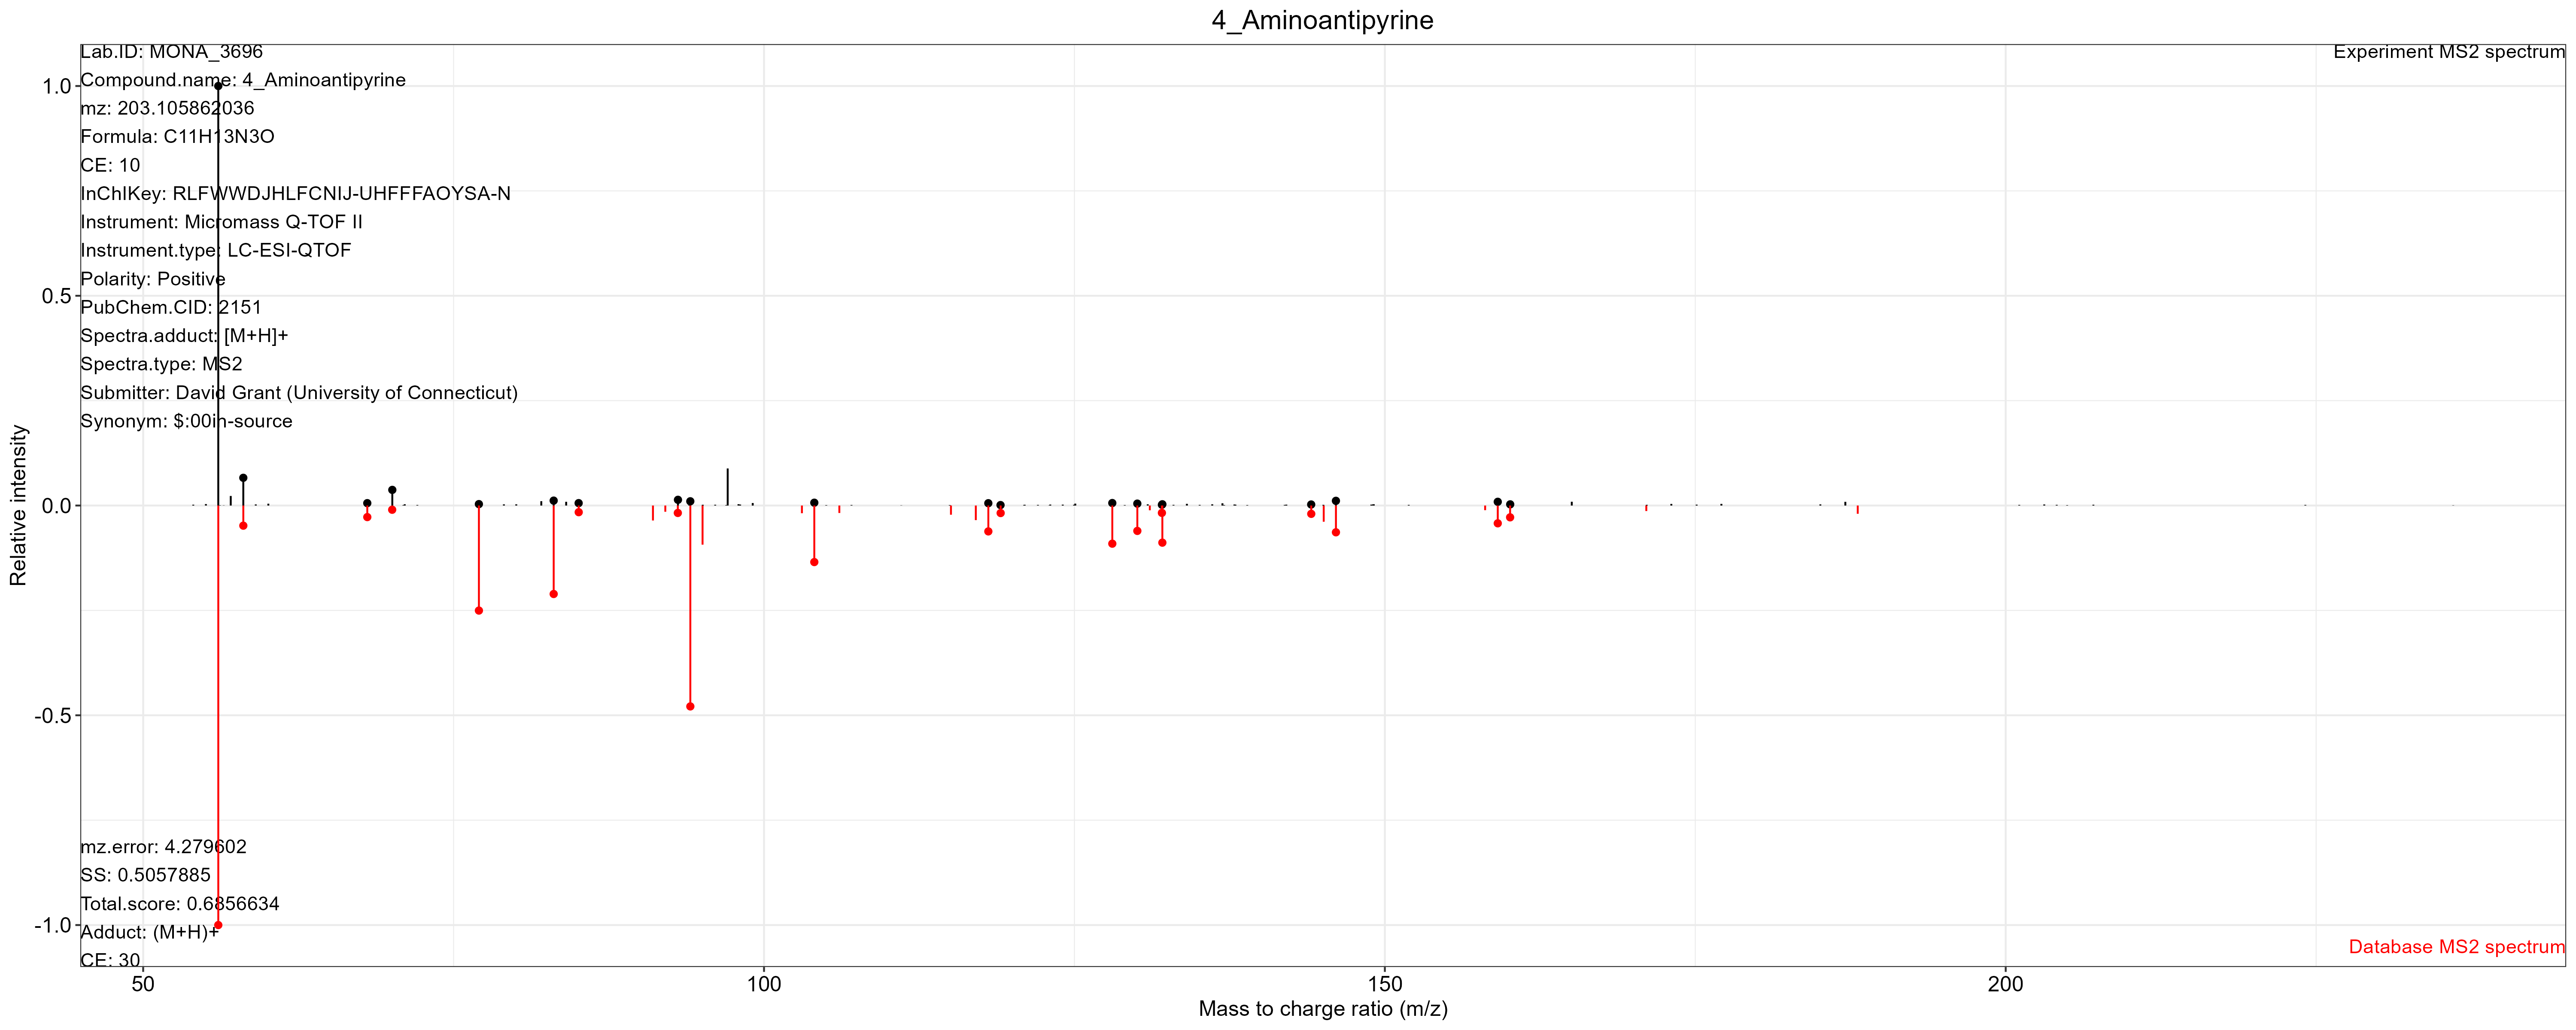 4_Aminoantipyrine
Lab.ID: MONA_3696
Experiment MS2 spectrum
Compound.name: 4_Aminoantipyrine
mz: 203.105862036
Formula: C11H13N3O
CE: 10
InChIKey: RLFWWDJHLFCNIJ-UHFFFAOYSA-N
Instrument: Micromass Q-TOF II
Instrument.type: LC-ESI-QTOF
Polarity: Positive
PubChem.CID: 2151
Spectra.adduct: [M+H]+
Spectra.type: MS2
Submitter: David Grant (University of Connecticut)
Synonym: $:00in-source
1.0
0.5
0.0
-0.5
-1.0
Relative intensity
mz.error: 4.279602
SS: 0.5057885
Total.score: 0.6856634
Adduct: (M+H)+
CE: 30
Database MS2 spectrum
50
100
150
200
Mass to charge ratio (m/z)